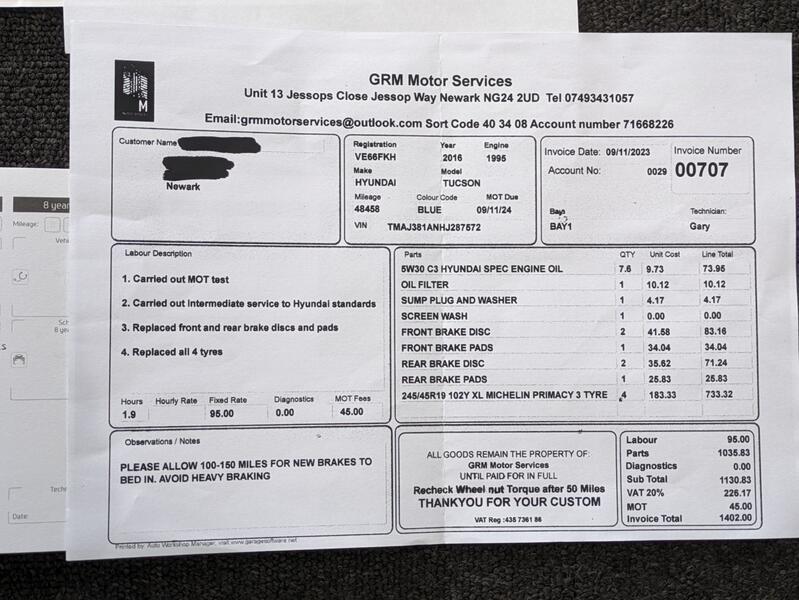 M
GRM Motor Services
Unit 13 Jessops Close Jessop Way Newark NG24 2UD Tel 07493431057
Email:grmmotorservices@outlook.com Sort Code 40 34 08 Account number 71668226
Customer Name
Newark
Registration Year Engine
VE66FKH 2016 1995
Make Model
HYUNDAI TUCSON
Mileage Colour Code MOT Due
48458 BLUE 09/11/24
VIN TMAJ381ANHJ287572
Invoice Date: 09/11/2023 Invoice Number
Account No: 0029 00707
Bays Technician:
BAY1 Gary
Labour Description
1. Carried out MOT test
2. Carried out Intermediate service to Hyundai standards
3. Replaced front and rear brake discs and pads
4. Replaced all 4 tyres
Hours Hourly Rate Fixed Rate Diagnostics MOT Fees
1.9 95.00 0.00 45.00
Parts QTY Unit Cost Line Total
5W30 C3 HYUNDAI SPEC ENGINE OIL 7.6 9.73 73.95
OIL FILTER 1 10.12 10.12
SUMP PLUG AND WASHER 1 4.17 4.17
SCREEN WASH 1 0.00 0.00
FRONT BRAKE DISC 2 41.58 83.16
FRONT BRAKE PADS 1 34.04 34.04
REAR BRAKE DISC 2 35.62 71.24
REAR BRAKE PADS 1 25.83 25.83
245/45R19 102Y XL MICHELIN PRIMACY 3 TYRE 4 183.33 733.32
Observations / Notes
PLEASE ALLOW 100-150 MILES FOR NEW BRAKES TO
BED IN. AVOID HEAVY BRAKING
ALL GOODS REMAIN THE PROPERTY OF:
GRM Motor Services
UNTIL PAID FOR IN FULL
Recheck Wheel nut Torque after 50 Miles
THANKYOU FOR YOUR CUSTOM
VAT Reg :435 7361 86
Labour 95.00
Parts 1035.83
Diagnostics 0.00
Sub Total 1130.83
VAT 20% 226.17
MOT 45.00
Invoice Total 1402.00
Printed by: Auto Workshop Manager, visit www.garagesoftware.net
8 year
Mileage:
Vehi
8 yea
Techn
Date: